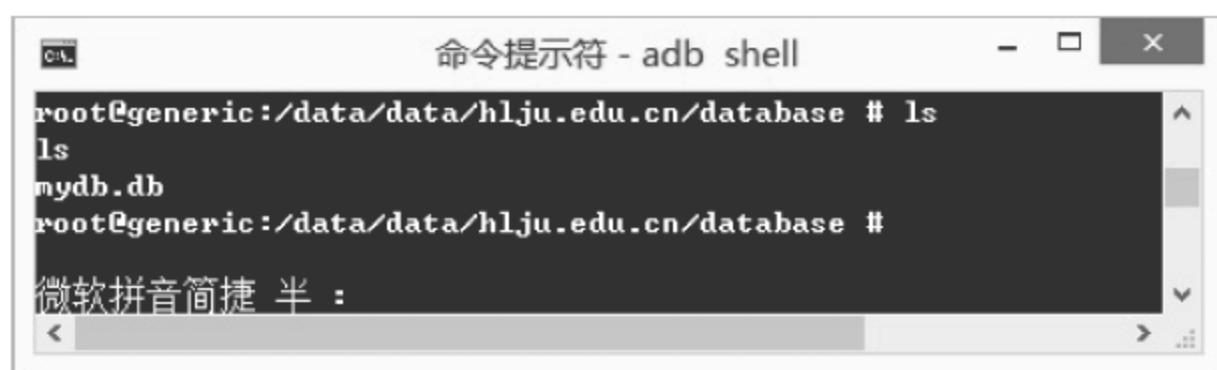 命令提示符 - adb shell
root@generic:/data/data/hlju.edu.cn/database # ls
ls
mydb.db
root@generic:/data/data/hlju.edu.cn/database #
微软拼音简捷 半 :